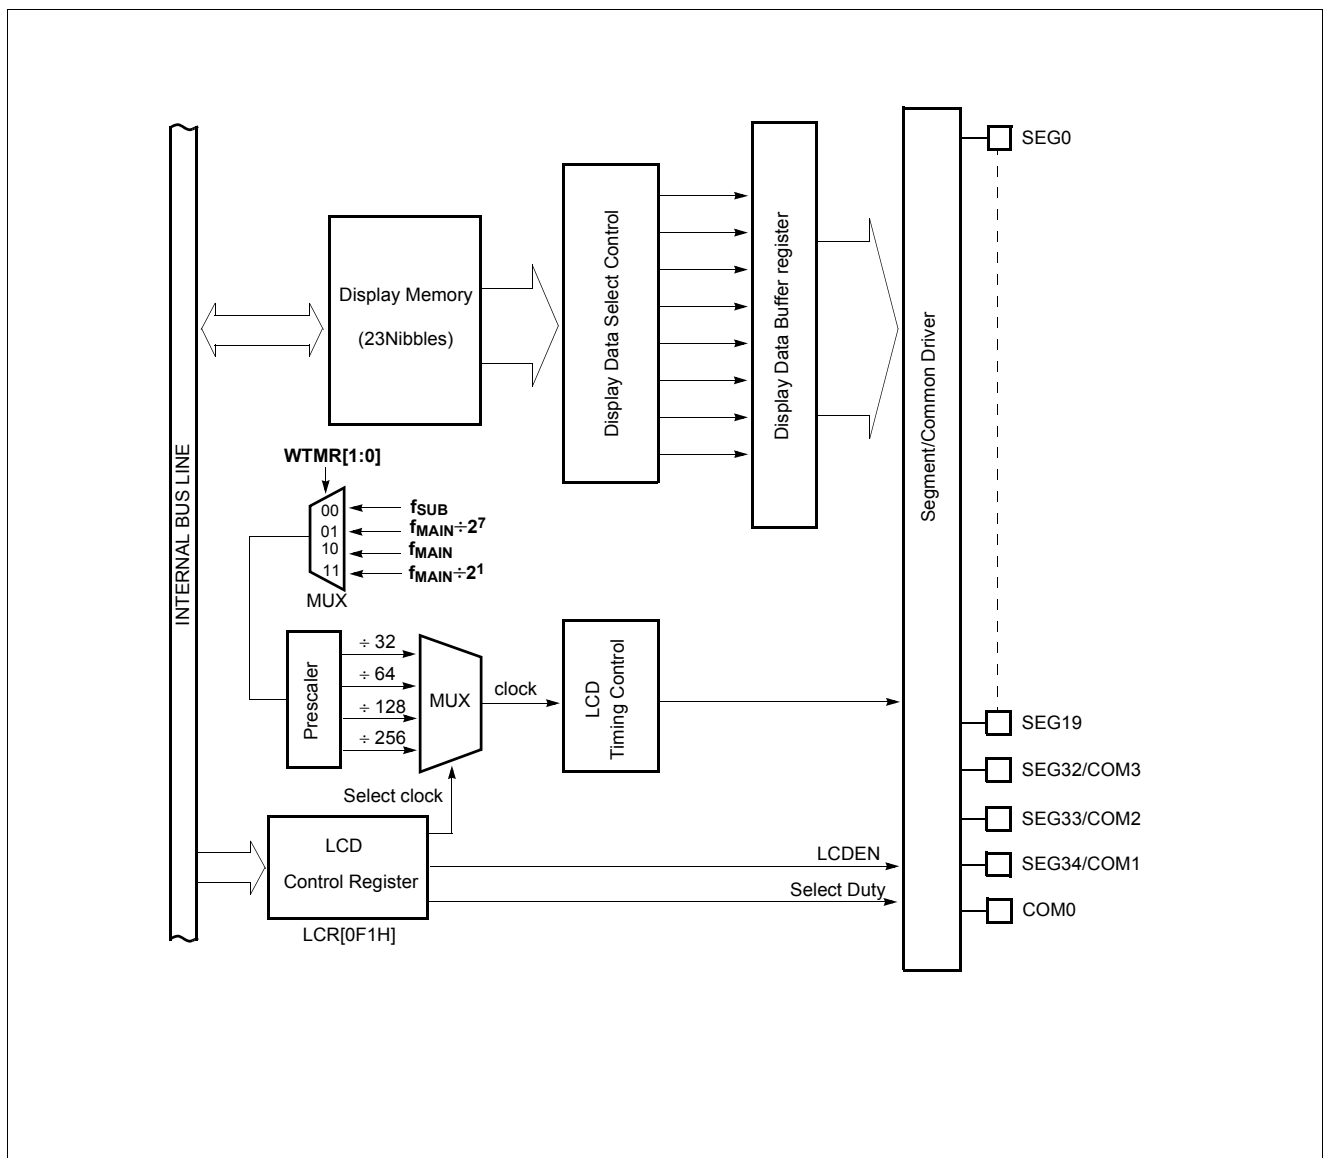 INTERNAL BUS LINE
Display Memory
(23Nibbles)
Display Data Select Control
Display Data Buffer register
Segment/Common Driver
SEG0
WTMR[1:0]
00
01
10
11
fSUB
fMAIN÷2⁷
fMAIN
fMAIN÷2¹
MUX
Prescaler
÷ 32
÷ 64
÷ 128
÷ 256
MUX
clock
LCD
Timing Control
Select clock
LCD
Control Register
LCR[0F1H]
LCDEN
Select Duty
SEG19
SEG32/COM3
SEG33/COM2
SEG34/COM1
COM0